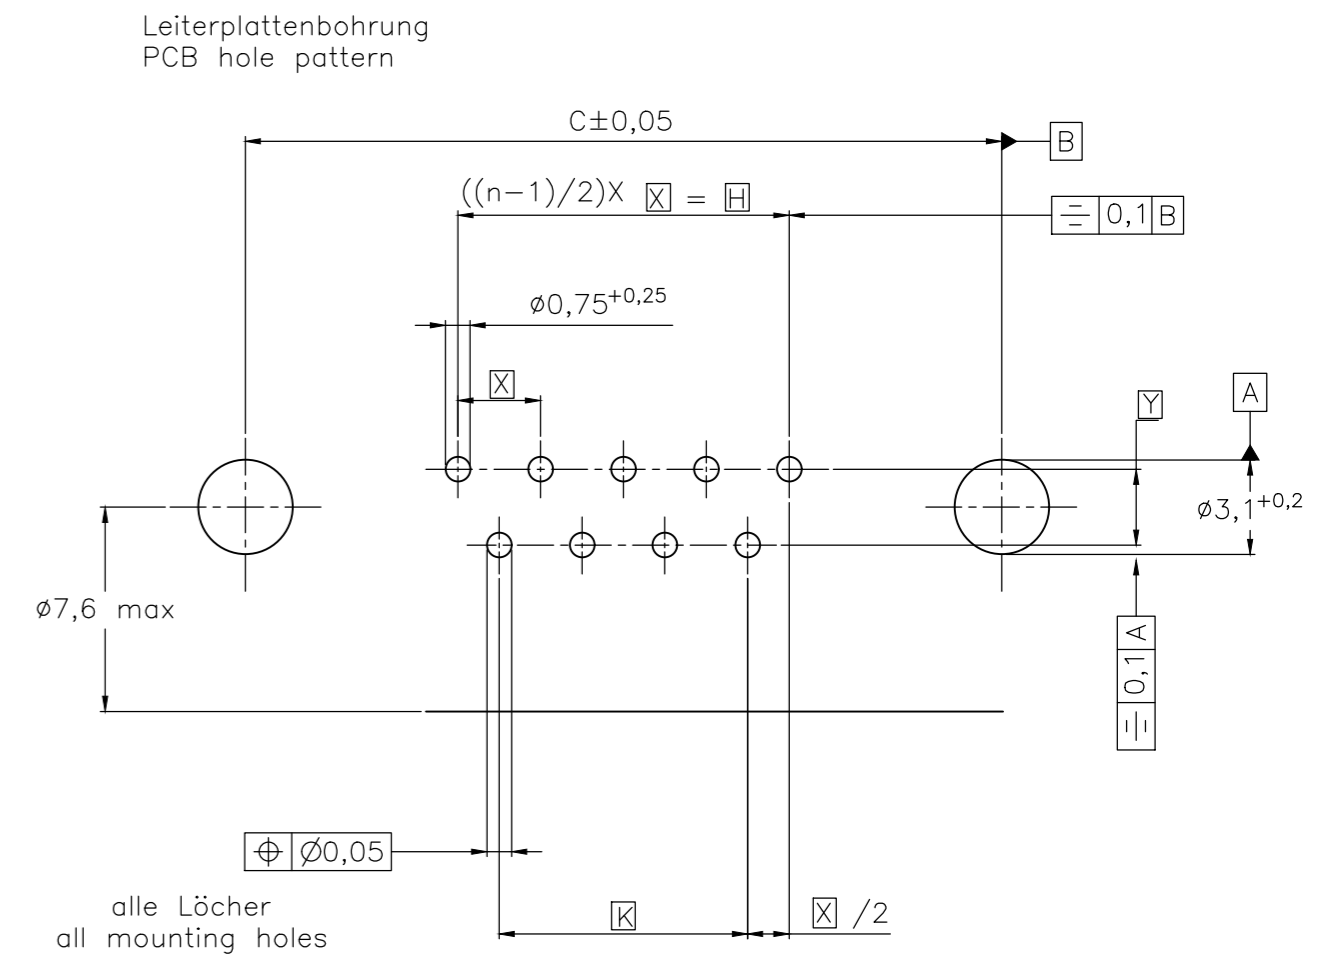 Leiterplattenbohrung
PCB hole pattern
C±0,05
B
((n-1)/2)X X = H
0,1 B
ø0,75+0,25
X
Y
A
ø3,1+0,2
ø7,6 max
0,1 A
Ø0,05
alle Löcher
all mounting holes
K
X /2